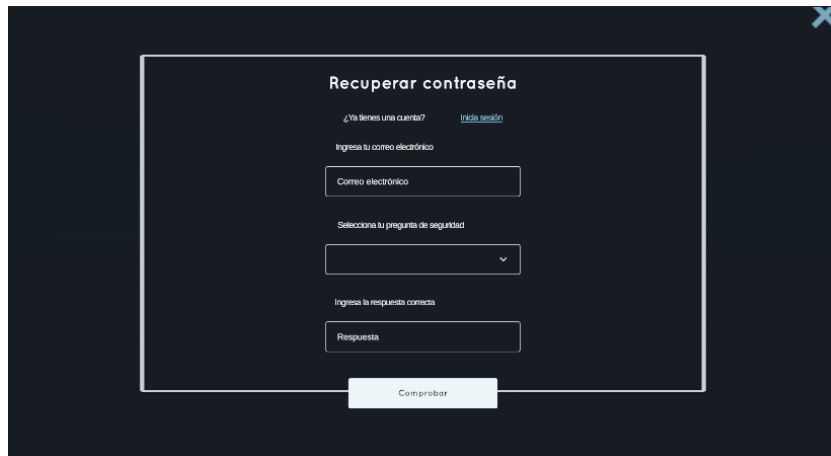 Recuperar contraseña
¿Ya tienes una cuenta? Inicia sesión
Ingresa tu correo electrónico
Correo electrónico
Selecciona tu pregunta de seguridad
Ingresa la respuesta correcta
Respuesta
Comprobar